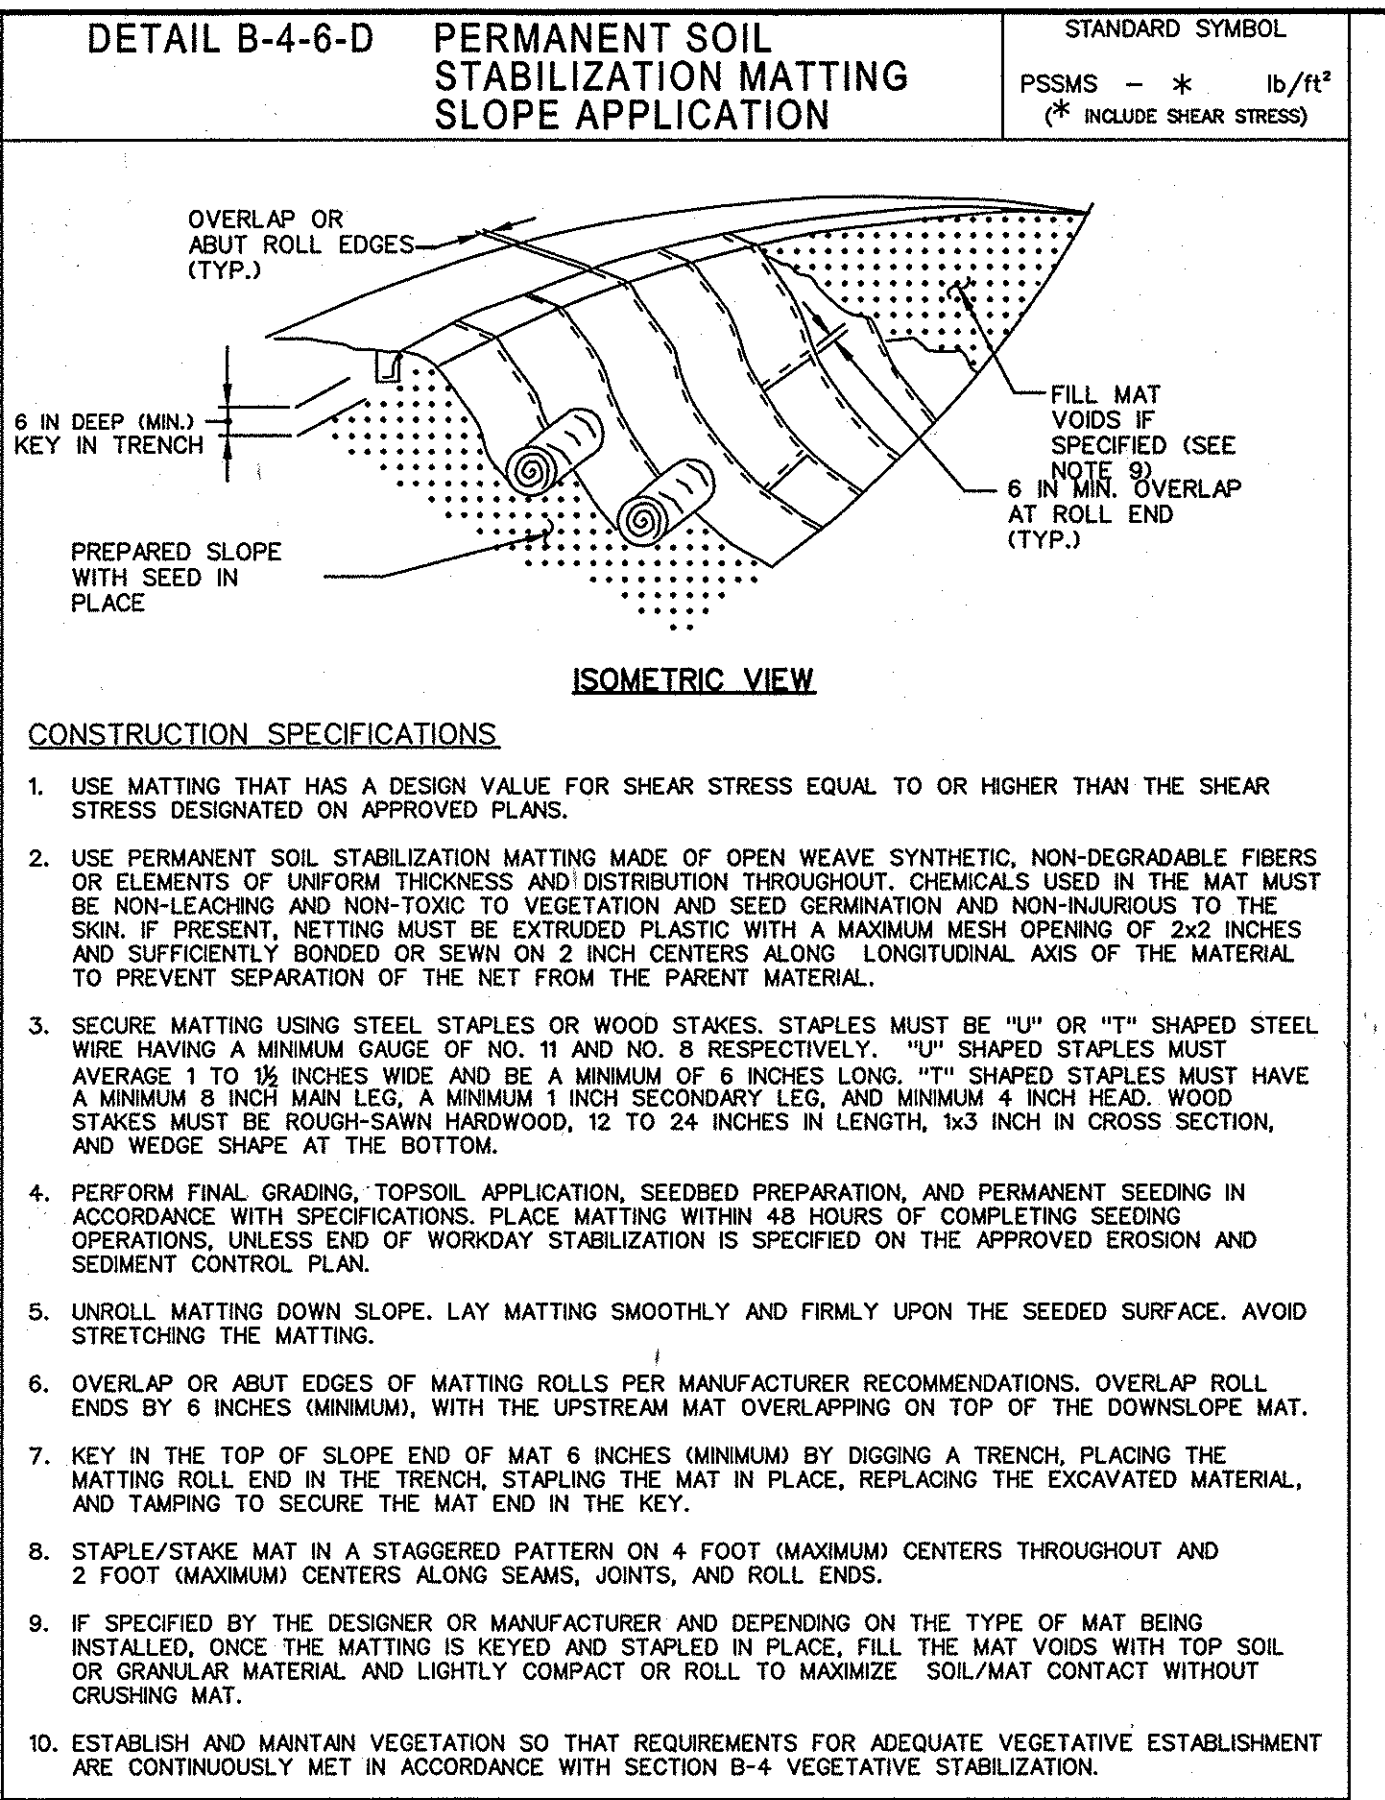 DETAIL B-4-6-D PERMANENT SOIL
STABILIZATION MATTING
SLOPE APPLICATION
STANDARD SYMBOL
PSSMS - * lb/ft²
(* INCLUDE SHEAR STRESS)
OVERLAP OR
ABUT ROLL EDGES
(TYP.)
6 IN DEEP (MIN.)
KEY IN TRENCH
PREPARED SLOPE
WITH SEED IN
PLACE
FILL MAT
VOIDS IF
SPECIFIED (SEE
NOTE 9)
6 IN MIN. OVERLAP
AT ROLL END
(TYP.)
ISOMETRIC VIEW
CONSTRUCTION SPECIFICATIONS
1. USE MATTING THAT HAS A DESIGN VALUE FOR SHEAR STRESS EQUAL TO OR HIGHER THAN THE SHEAR
STRESS DESIGNATED ON APPROVED PLANS.
2. USE PERMANENT SOIL STABILIZATION MATTING MADE OF OPEN WEAVE SYNTHETIC, NON-DEGRADABLE FIBERS
OR ELEMENTS OF UNIFORM THICKNESS AND DISTRIBUTION THROUGHOUT. CHEMICALS USED IN THE MAT MUST
BE NON-LEACHING AND NON-TOXIC TO VEGETATION AND SEED GERMINATION AND NON-INJURIOUS TO THE
SKIN. IF PRESENT, NETTING MUST BE EXTRUDED PLASTIC WITH A MAXIMUM MESH OPENING OF 2x2 INCHES
AND SUFFICIENTLY BONDED OR SEWN ON 2 INCH CENTERS ALONG LONGITUDINAL AXIS OF THE MATERIAL
TO PREVENT SEPARATION OF THE NET FROM THE PARENT MATERIAL.
3. SECURE MATTING USING STEEL STAPLES OR WOOD STAKES. STAPLES MUST BE "U" OR "T" SHAPED STEEL
WIRE HAVING A MINIMUM GAUGE OF NO. 11 AND NO. 8 RESPECTIVELY. "U" SHAPED STAPLES MUST
AVERAGE 1 TO 1½ INCHES WIDE AND BE A MINIMUM OF 6 INCHES LONG. "T" SHAPED STAPLES MUST HAVE
A MINIMUM 8 INCH MAIN LEG, A MINIMUM 1 INCH SECONDARY LEG, AND MINIMUM 4 INCH HEAD. WOOD
STAKES MUST BE ROUGH-SAWN HARDWOOD, 12 TO 24 INCHES IN LENGTH, 1x3 INCH IN CROSS SECTION,
AND WEDGE SHAPE AT THE BOTTOM.
4. PERFORM FINAL GRADING, TOPSOIL APPLICATION, SEEDBED PREPARATION, AND PERMANENT SEEDING IN
ACCORDANCE WITH SPECIFICATIONS. PLACE MATTING WITHIN 48 HOURS OF COMPLETING SEEDING
OPERATIONS, UNLESS END OF WORKDAY STABILIZATION IS SPECIFIED ON THE APPROVED EROSION AND
SEDIMENT CONTROL PLAN.
5. UNROLL MATTING DOWN SLOPE. LAY MATTING SMOOTHLY AND FIRMLY UPON THE SEEDED SURFACE. AVOID
STRETCHING THE MATTING.
6. OVERLAP OR ABUT EDGES OF MATTING ROLLS PER MANUFACTURER RECOMMENDATIONS. OVERLAP ROLL
ENDS BY 6 INCHES (MINIMUM), WITH THE UPSTREAM MAT OVERLAPPING ON TOP OF THE DOWNSLOPE MAT.
7. KEY IN THE TOP OF SLOPE END OF MAT 6 INCHES (MINIMUM) BY DIGGING A TRENCH, PLACING THE
MATTING ROLL END IN THE TRENCH, STAPLING THE MAT IN PLACE, REPLACING THE EXCAVATED MATERIAL,
AND TAMPING TO SECURE THE MAT END IN THE KEY.
8. STAPLE/STAKE MAT IN A STAGGERED PATTERN ON 4 FOOT (MAXIMUM) CENTERS THROUGHOUT AND
2 FOOT (MAXIMUM) CENTERS ALONG SEAMS, JOINTS, AND ROLL ENDS.
9. IF SPECIFIED BY THE DESIGNER OR MANUFACTURER AND DEPENDING ON THE TYPE OF MAT BEING
INSTALLED, ONCE THE MATTING IS KEYED AND STAPLED IN PLACE, FILL THE MAT VOIDS WITH TOP SOIL
OR GRANULAR MATERIAL AND LIGHTLY COMPACT OR ROLL TO MAXIMIZE SOIL/MAT CONTACT WITHOUT
CRUSHING MAT.
10. ESTABLISH AND MAINTAIN VEGETATION SO THAT REQUIREMENTS FOR ADEQUATE VEGETATIVE ESTABLISHMENT
ARE CONTINUOUSLY MET IN ACCORDANCE WITH SECTION B-4 VEGETATIVE STABILIZATION.